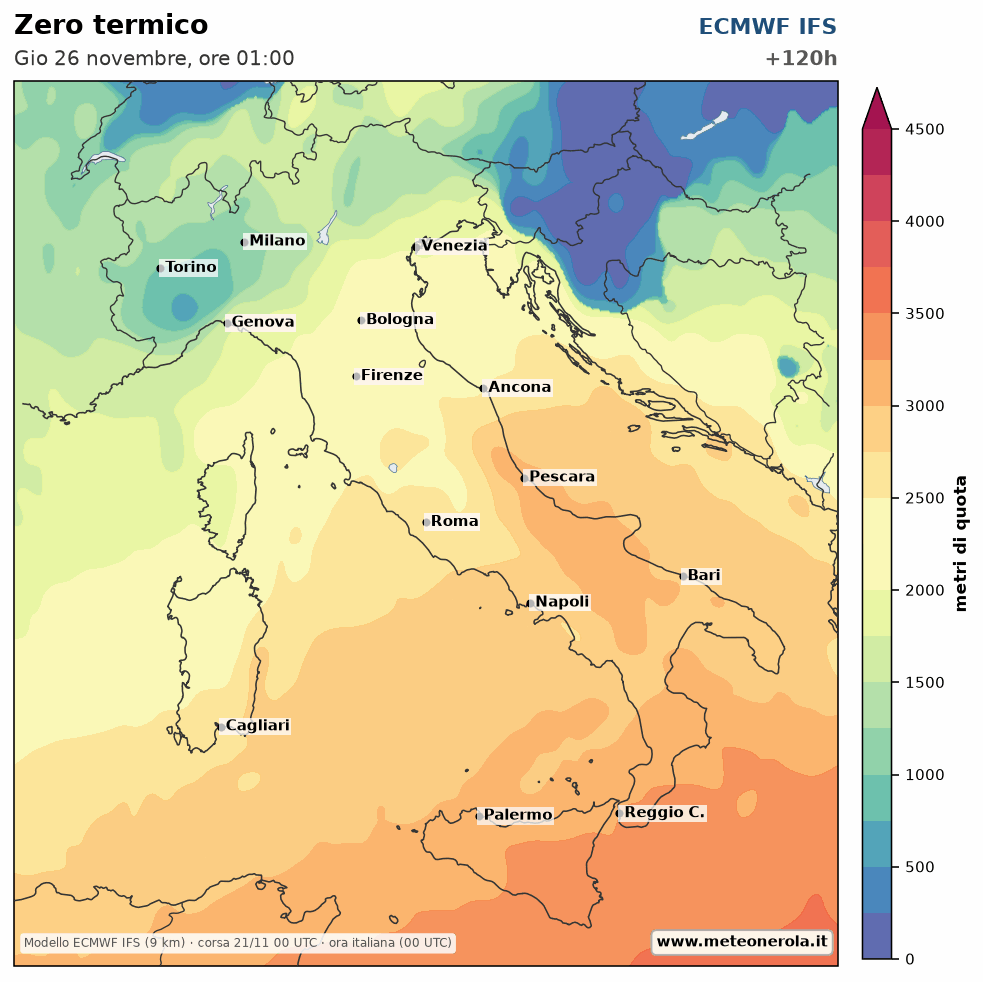 Zero termico
ECMWF IFS
Gio 26 novembre, ore 01:00
+120h
Milano
Venezia
Torino
Genova
Bologna
Firenze
Ancona
Pescara
Roma
Bari
Napoli
Cagliari
Palermo
Reggio C.
4500
4000
3500
3000
2500
2000
1500
1000
500
0
metri di quota
Modello ECMWF IFS (9 km) · corsa 21/11 00 UTC · ora italiana (00 UTC)
www.meteonerola.it